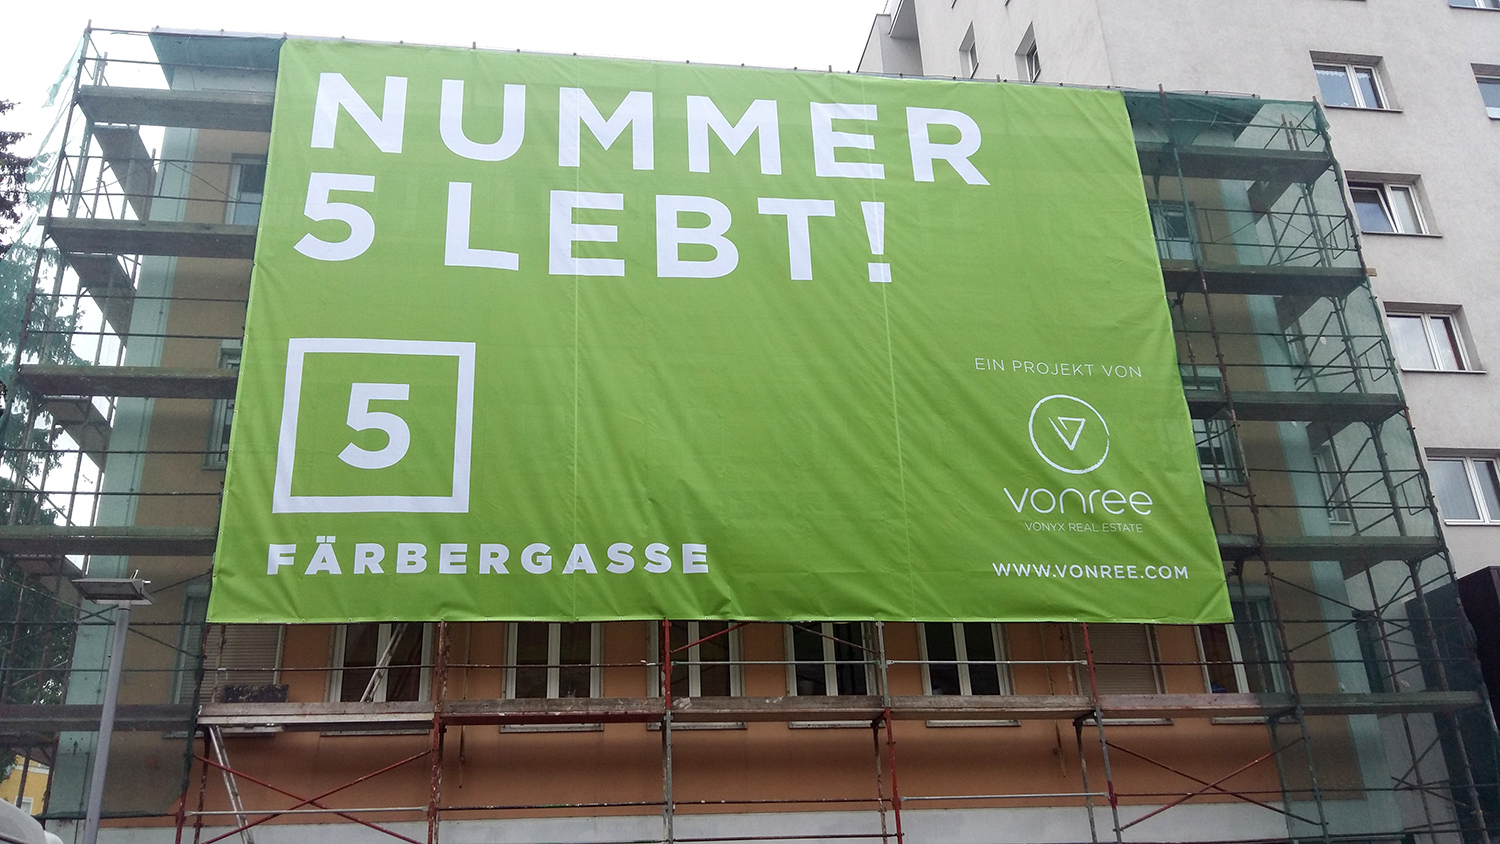 NUMMER
5 LEBT!
5
FÄRBERGASSE
EIN PROJEKT VON
vonree
VONYX REAL ESTATE
WWW.VONREE.COM